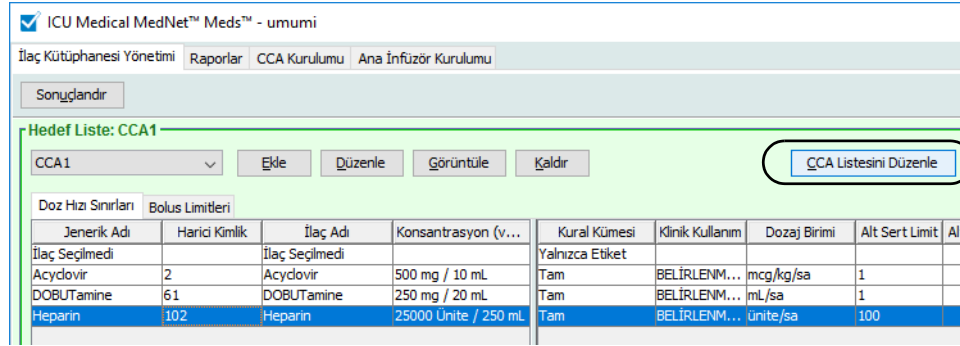 ICU Medical MedNet™ Meds™ - umumi
İlaç Kütüphanesi Yönetimi Raporlar CCA Kurulumu Ana İnfüzör Kurulumu
Sonuçlandır
Hedef Liste: CCA1
CCA1 Ekle Düzenle Görüntüle Kaldır CCA Listesini Düzenle
Doz Hızı Sınırları Bolus Limitleri
Jenerik Adı Harici Kimlik İlaç Adı Konsantrasyon (v... Kural Kümesi Klinik Kullanım Dozaj Birimi Alt Sert Limit Al
İlaç Seçilmedi İlaç Seçilmedi Yalnızca Etiket
Acyclovir 2 Acyclovir 500 mg / 10 mL Tam BELİRLENM... mcg/kg/sa 1
DOBUTamine 61 DOBUTamine 250 mg / 20 mL Tam BELİRLENM... mL/sa 1
Heparin 102 Heparin 25000 Ünite / 250 mL Tam BELİRLENM... ünite/sa 100